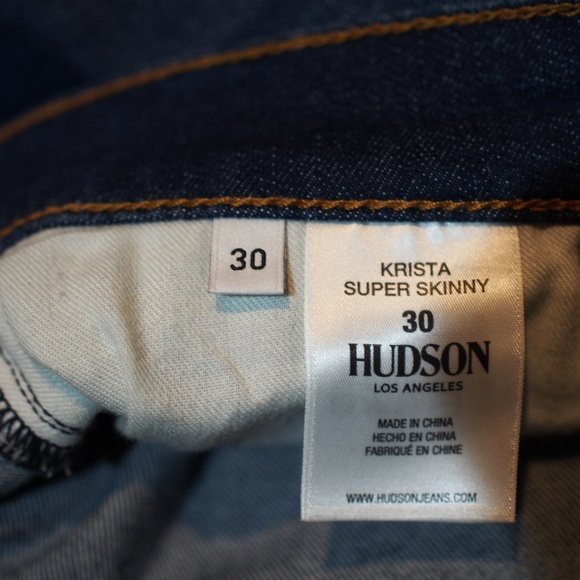 30
KRISTA
SUPER SKINNY
30
HUDSON
LOS ANGELES
MADE IN CHINA
HECHO EN CHINA
FABRIQUÉ EN CHINE
WWW.HUDSONJEANS.COM